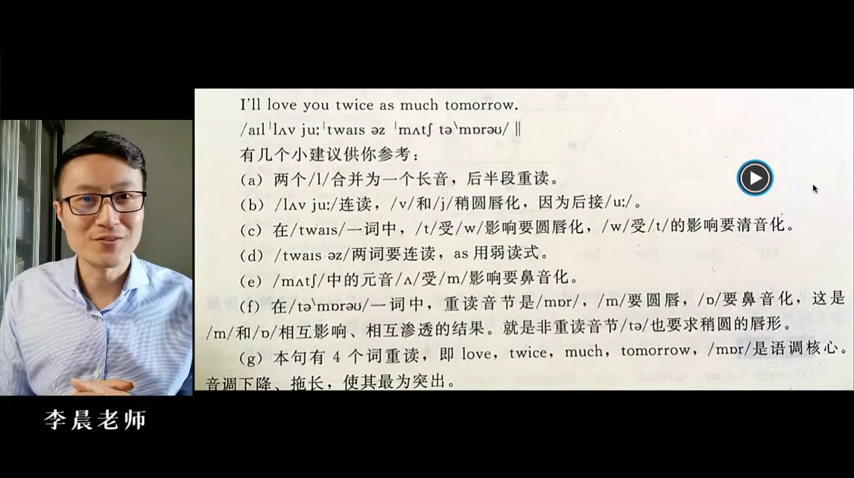 I'll love you twice as much tomorrow.
/aɪlˈlʌv juːˈtwaɪs əz ˈmʌtʃ tə\mɒrəʊ/ ‖
有几个小建议供你参考：
(a) 两个/l/合并为一个长音，后半段重读。
(b) /lʌv juː/连读，/v/和/j/稍圆唇化，因为后接/uː/。
(c) 在/twaɪs/一词中，/t/受/w/影响要圆唇化，/w/受/t/的影响要清音化。
(d) /twaɪs əz/两词要连读，as 用弱读式。
(e) /mʌtʃ/中的元音/ʌ/受/m/影响要鼻音化。
(f) 在/təˈmɒrəʊ/一词中，重读音节是/mɒr/，/m/要圆唇，/ɒ/要鼻音化，这是
/m/和/ɒ/相互影响、相互渗透的结果。就是非重读音节/tə/也要求稍圆的唇形。
(g) 本句有 4 个词重读，即 love，twice，much，tomorrow，/mɒr/是语调核心。
音调下降、拖长，使其最为突出。
李晨老师